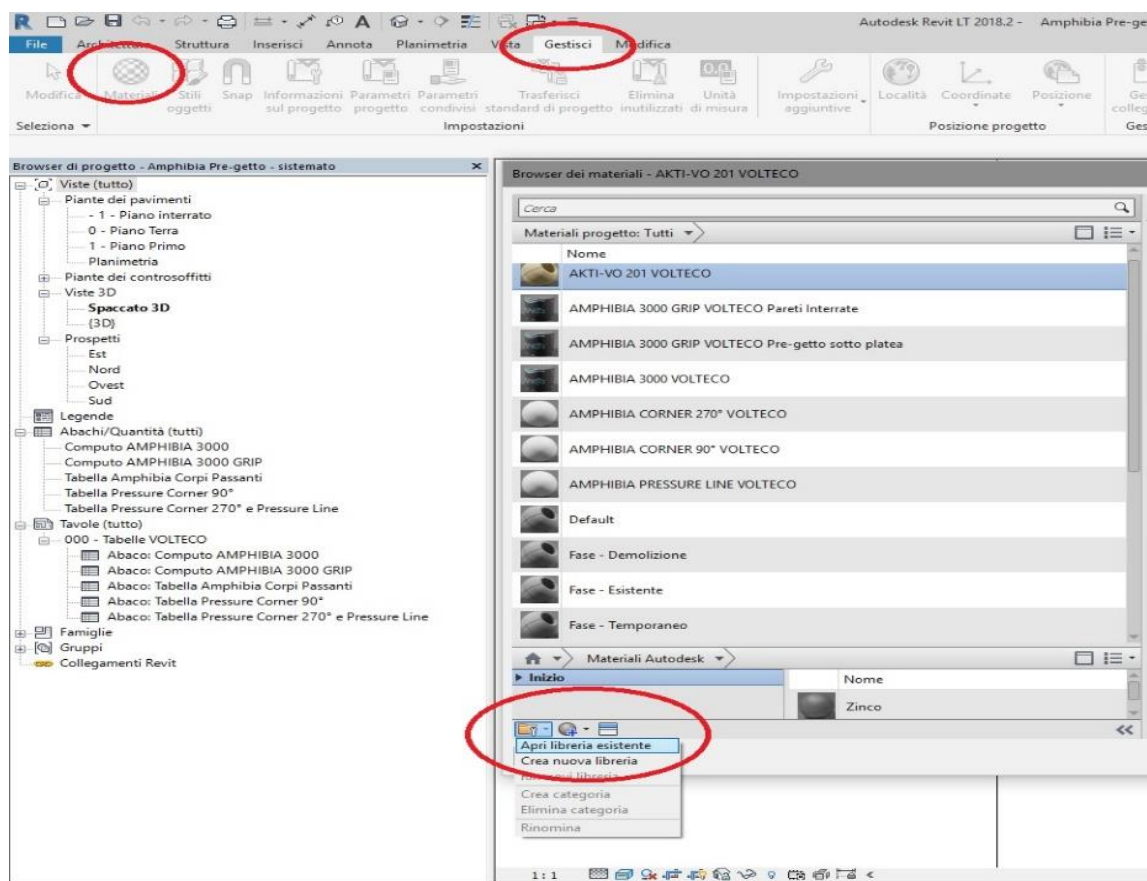 Autodesk Revit LT 2018.2 - Amphibia Pre-ge
File Architettura Struttura Inserisci Annota Planimetria Vista Gestisci Modifica
Modifica Materiali Stili oggetti Snap Informazioni sul progetto Parametri progetto Parametri condivisi Trasferisci standard di progetto Elimina inutilizzati Unità di misura Impostazioni aggiuntive Località Coordinate Posizione Ge colleg
Seleziona Impostazioni Posizione progetto Ges
Browser di progetto - Amphibia Pre-getto - sistemato
Viste (tutto)
Piante dei pavimenti
- 1 - Piano interrato
0 - Piano Terra
1 - Piano Primo
Planimetria
Piante dei controsoffitti
Viste 3D
Spaccato 3D
{3D}
Prospetti
Est
Nord
Ovest
Sud
Legende
Abachi/Quantità (tutti)
Computo AMPHIBIA 3000
Computo AMPHIBIA 3000 GRIP
Tabella Amphibia Corpi Passanti
Tabella Pressure Corner 90°
Tabella Pressure Corner 270° e Pressure Line
Tavole (tutto)
000 - Tabelle VOLTECO
Abaco: Computo AMPHIBIA 3000
Abaco: Computo AMPHIBIA 3000 GRIP
Abaco: Tabella Amphibia Corpi Passanti
Abaco: Tabella Pressure Corner 90°
Abaco: Tabella Pressure Corner 270° e Pressure Line
Famiglie
Gruppi
Collegamenti Revit
Browser dei materiali - AKTI-VO 201 VOLTECO
Cerca
Materiali progetto: Tutti
Nome
AKTI-VO 201 VOLTECO
AMPHIBIA 3000 GRIP VOLTECO Pareti Interrate
AMPHIBIA 3000 GRIP VOLTECO Pre-getto sotto platea
AMPHIBIA 3000 VOLTECO
AMPHIBIA CORNER 270° VOLTECO
AMPHIBIA CORNER 90° VOLTECO
AMPHIBIA PRESSURE LINE VOLTECO
Default
Fase - Demolizione
Fase - Esistente
Fase - Temporaneo
Materiali Autodesk
Inizio
Nome
Zinco
Apri libreria esistente
Crea nuova libreria
libreria
Crea categoria
Elimina categoria
Rinomina
1 : 1